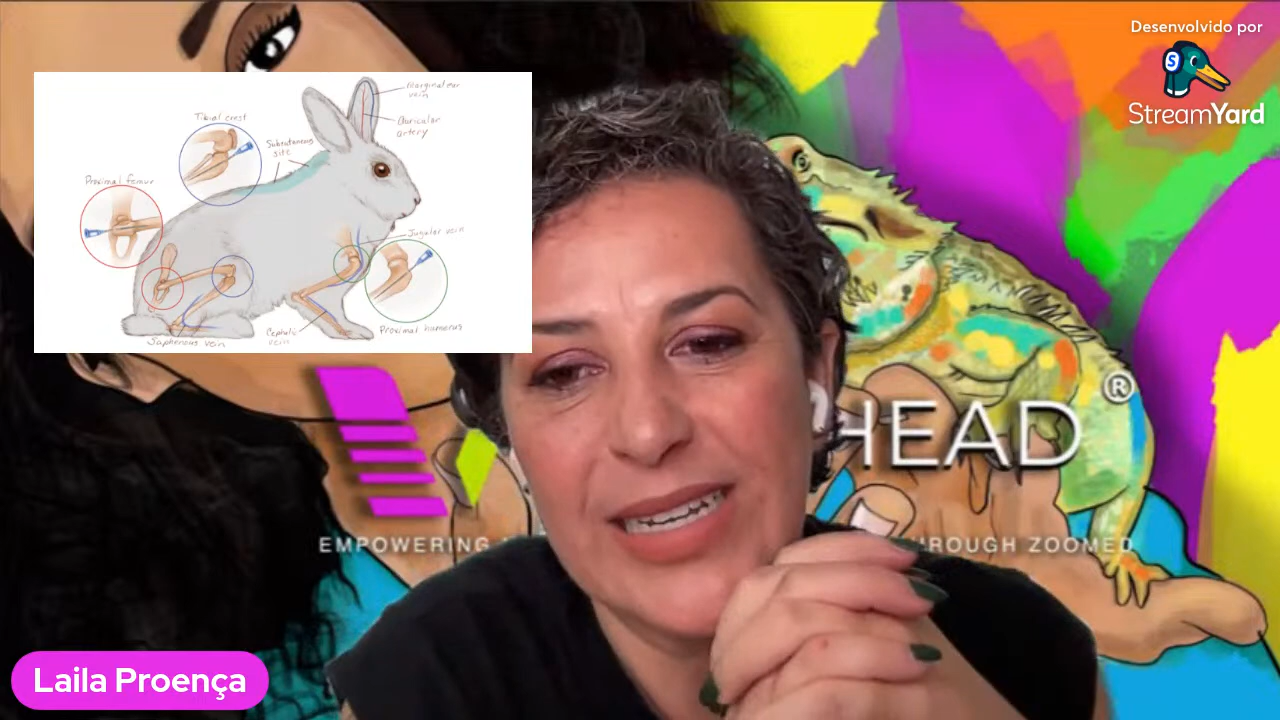 Desenvolvido por
StreamYard
Marginal ear
vein
Auricular
artery
Tibial crest
Subcutaneous
site
Proximal femur
Jugular vein
Saphenous vein
Cephalic
vein
Proximal humerus
HEAD®
EMPOWERING
THROUGH ZOOMED
Laila Proença